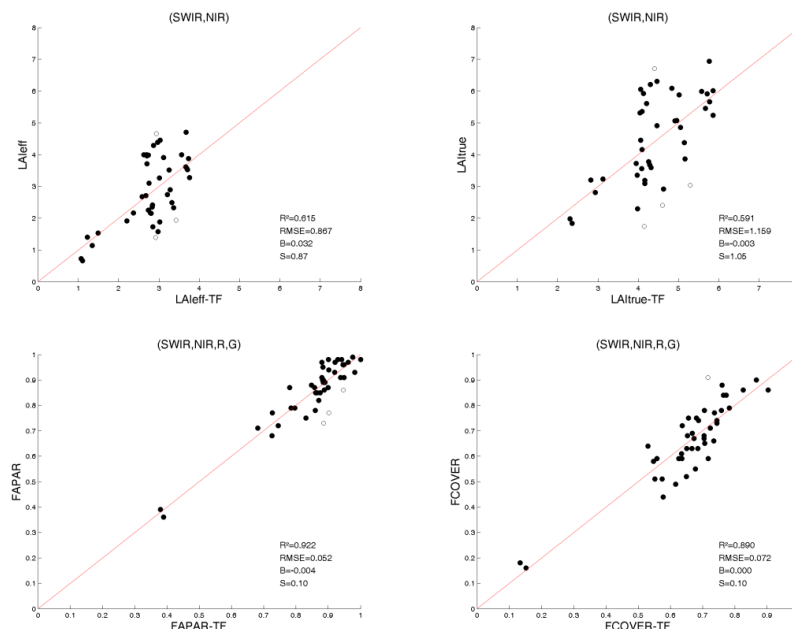 (SWIR,NIR)
8
7
6
5
4
3
2
1
0
LAIeff
R²=0.615
RMSE=0.867
B=0.032
S=0.87
0 1 2 3 4 5 6 7 8
LAIeff-TF
(SWIR,NIR)
8
7
6
5
4
3
2
1
0
LAItrue
R²=0.591
RMSE=1.159
B=-0.003
S=1.05
0 1 2 3 4 5 6 7
LAItrue-TF
(SWIR,NIR,R,G)
1
0.9
0.8
0.7
0.6
0.5
0.4
0.3
0.2
0.1
0
FAPAR
R²=0.922
RMSE=0.052
B=-0.004
S=0.10
0 0.1 0.2 0.3 0.4 0.5 0.6 0.7 0.8 0.9 1
FAPAR-TF
(SWIR,NIR,R,G)
1
0.9
0.8
0.7
0.6
0.5
0.4
0.3
0.2
0.1
0
FCOVER
R²=0.890
RMSE=0.072
B=0.000
S=0.10
0 0.1 0.2 0.3 0.4 0.5 0.6 0.7 0.8 0.9
FCOVER-TF